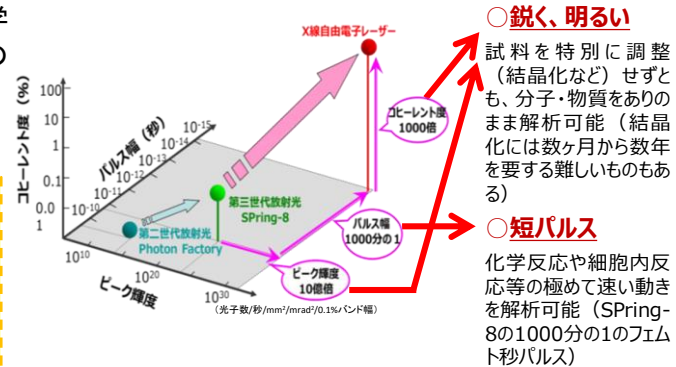 学
の
X線自由電子レーザー
コヒーレント度（%）
100
10
1
0.1
0.0
1
パルス幅（秒）
10-15
10-14
10-13
10-12
10-11
10-10
コヒーレント度
1000倍
第三世代放射光
SPring-8
第二世代放射光
Photon Factory
パルス幅
1000分の1
ピーク輝度
10億倍
10¹⁰
10²⁰
10³⁰
ピーク輝度
（光子数/秒/mm²/mrad²/0.1%バンド幅）
○鋭く、明るい
試料を特別に調整
（結晶化など）せずと
も、分子・物質をありの
まま解析可能（結晶
化には数ヶ月から数年
を要する難しいものもあ
る）
○短パルス
化学反応や細胞内反
応等の極めて速い動き
を解析可能（SPring-
8の1000分の1のフェム
ト秒パルス）